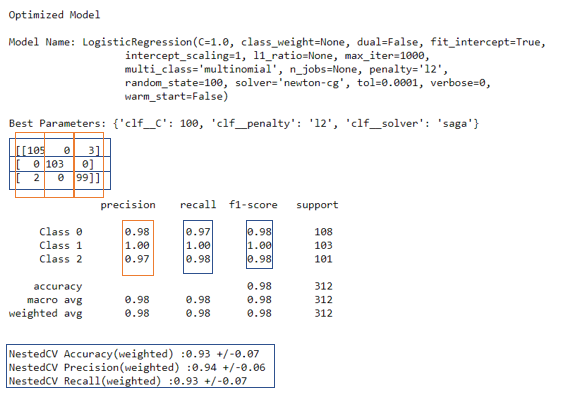 Optimized Model
Model Name: LogisticRegression(C=1.0, class_weight=None, dual=False, fit_intercept=True,
intercept_scaling=1, l1_ratio=None, max_iter=1000,
multi_class='multinomial', n_jobs=None, penalty='l2',
random_state=100, solver='newton-cg', tol=0.0001, verbose=0,
warm_start=False)
Best Parameters: {'clf__C': 100, 'clf__penalty': 'l2', 'clf__solver': 'saga'}
[[105 0 3]
[ 0 103 0]
[ 2 0 99]]
precision recall f1-score support
Class 0 0.98 0.97 0.98 108
Class 1 1.00 1.00 1.00 103
Class 2 0.97 0.98 0.98 101
accuracy 0.98 312
macro avg 0.98 0.98 0.98 312
weighted avg 0.98 0.98 0.98 312
NestedCV Accuracy(weighted) :0.93 +/-0.07
NestedCV Precision(weighted) :0.94 +/-0.06
NestedCV Recall(weighted) :0.93 +/-0.07